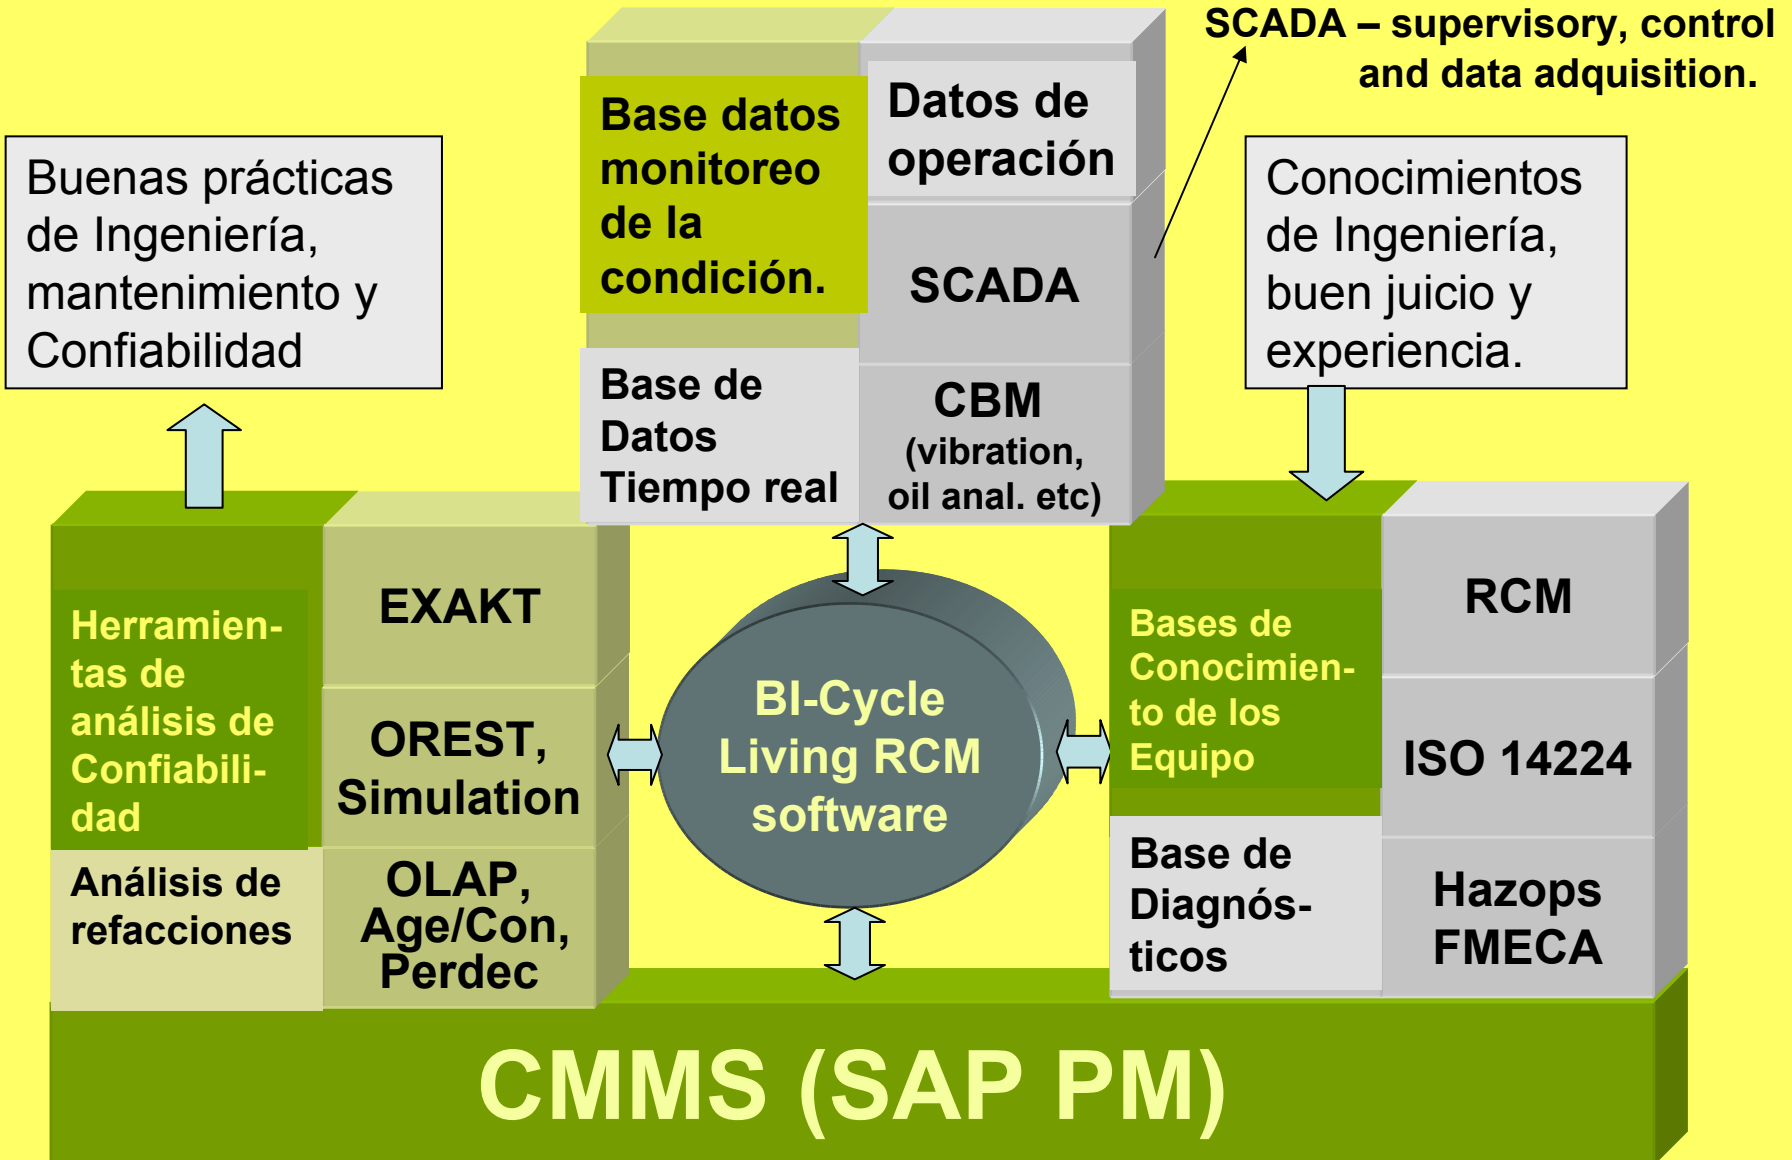 SCADA – supervisory, control
and data adquisition.
Base datos
monitoreo
de la
condición.
Datos de
operación
Buenas prácticas
de Ingeniería,
mantenimiento y
Confiabilidad
Conocimientos
de Ingeniería,
buen juicio y
experiencia.
SCADA
Base de
Datos
Tiempo real
CBM
(vibration,
oil anal. etc)
Herramien-
tas de
análisis de
Confiabili-
dad
EXAKT
OREST,
Simulation
Análisis de
refacciones
OLAP,
Age/Con,
Perdec
BI-Cycle
Living RCM
software
Bases de
Conocimien-
to de los
Equipo
RCM
ISO 14224
Base de
Diagnós-
ticos
Hazops
FMECA
CMMS (SAP PM)